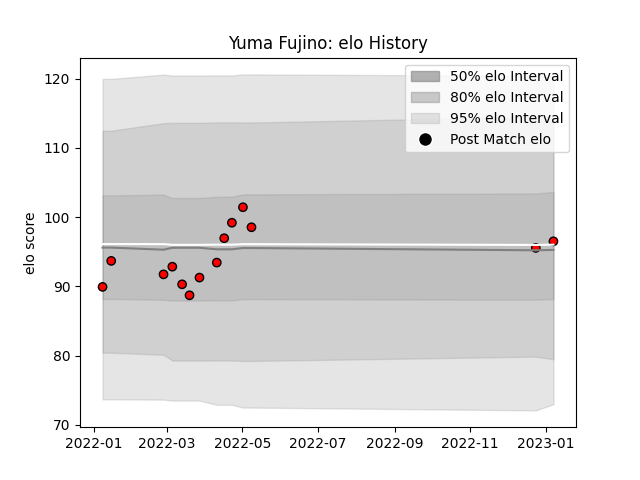 Yuma Fujino: elo History
120
110
100
90
80
70
elo score
50% elo Interval
80% elo Interval
95% elo Interval
Post Match elo
2022-01
2022-03
2022-05
2022-07
2022-09
2022-11
2023-01